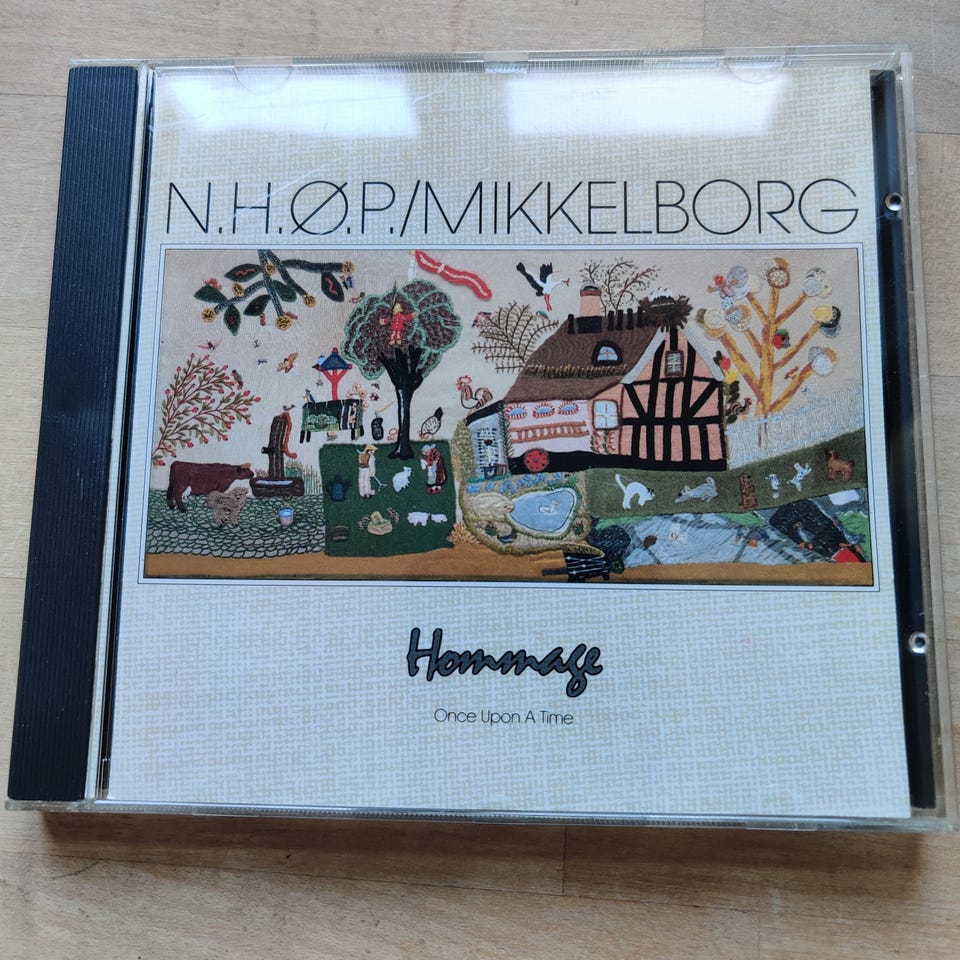 N.H.Ø.P./MIKKELBORG
Hommage
Once Upon A Time